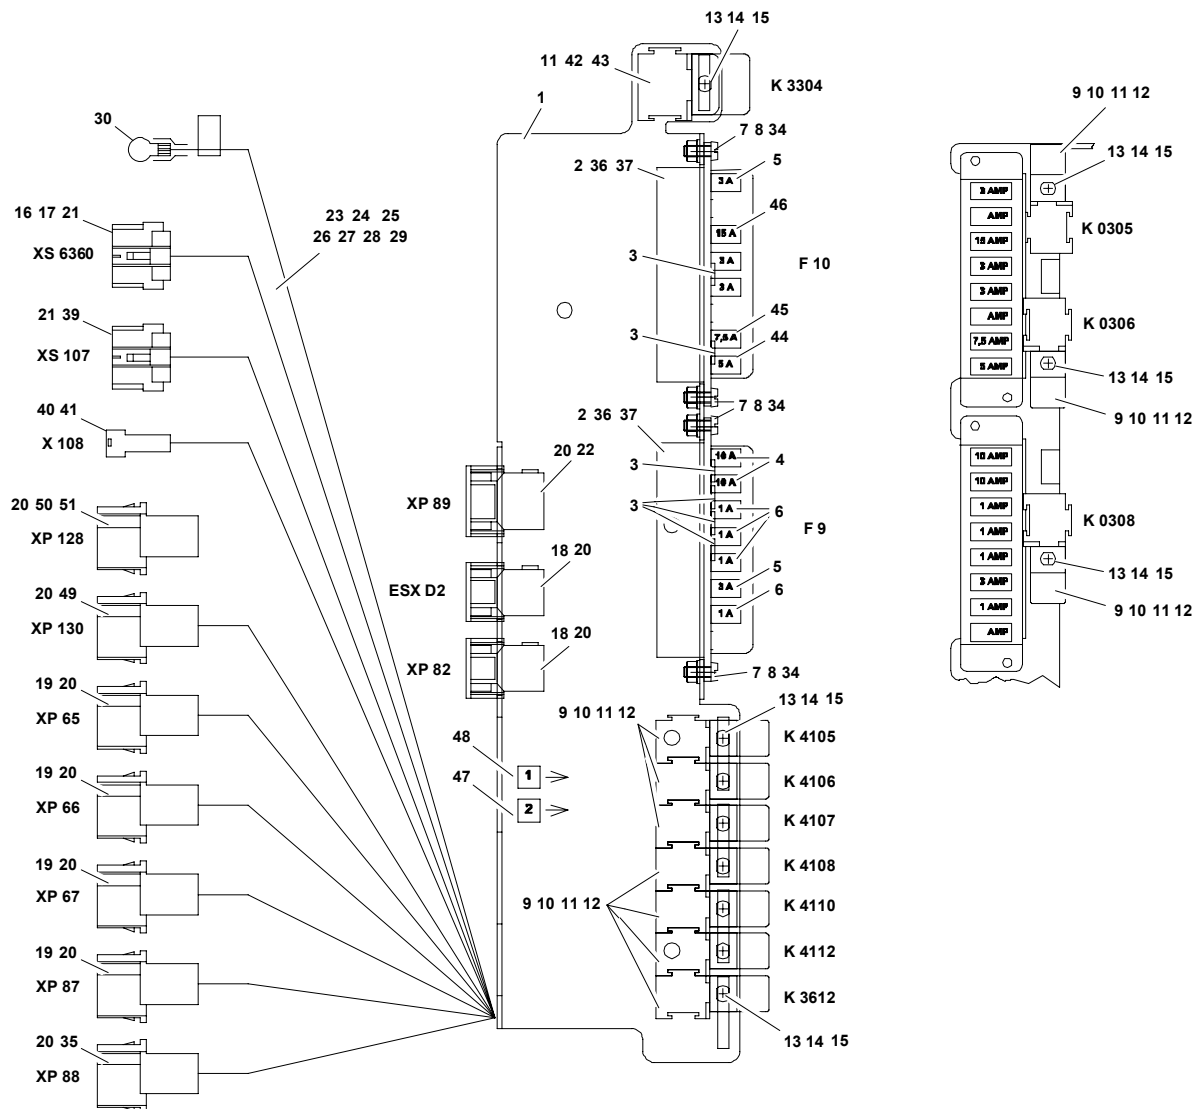 13 14 15
11 42 43
K 3304
1
30
7 8 34
5
2 36 37
3 A
46
15 A
3
3 A
F 10
3 A
45
7,5 A
3
44
5 A
16 17 21
XS 6360
23 24 25
26 27 28 29
21 39
XS 107
40 41
X 108
7 8 34
2 36 37
20 22
3
10 A
4
10 A
XP 89
3
1 A
6
1 A
F 9
1 A
5
3 A
6
1 A
18 20
ESX D2
18 20
XP 82
7 8 34
20 50 51
XP 128
20 49
XP 130
19 20
XP 65
19 20
XP 66
19 20
XP 67
19 20
XP 87
20 35
XP 88
13 14 15
9 10 11 12
48
1
47
2
K 4105
K 4106
K 4107
K 4108
9 10 11 12
K 4110
K 4112
K 3612
13 14 15
9 10 11 12
13 14 15
3 AMP
AMP
15 AMP
3 AMP
3 AMP
AMP
7,5 AMP
5 AMP
K 0305
K 0306
13 14 15
9 10 11 12
10 AMP
10 AMP
1 AMP
1 AMP
1 AMP
3 AMP
1 AMP
AMP
K 0308
13 14 15
9 10 11 12